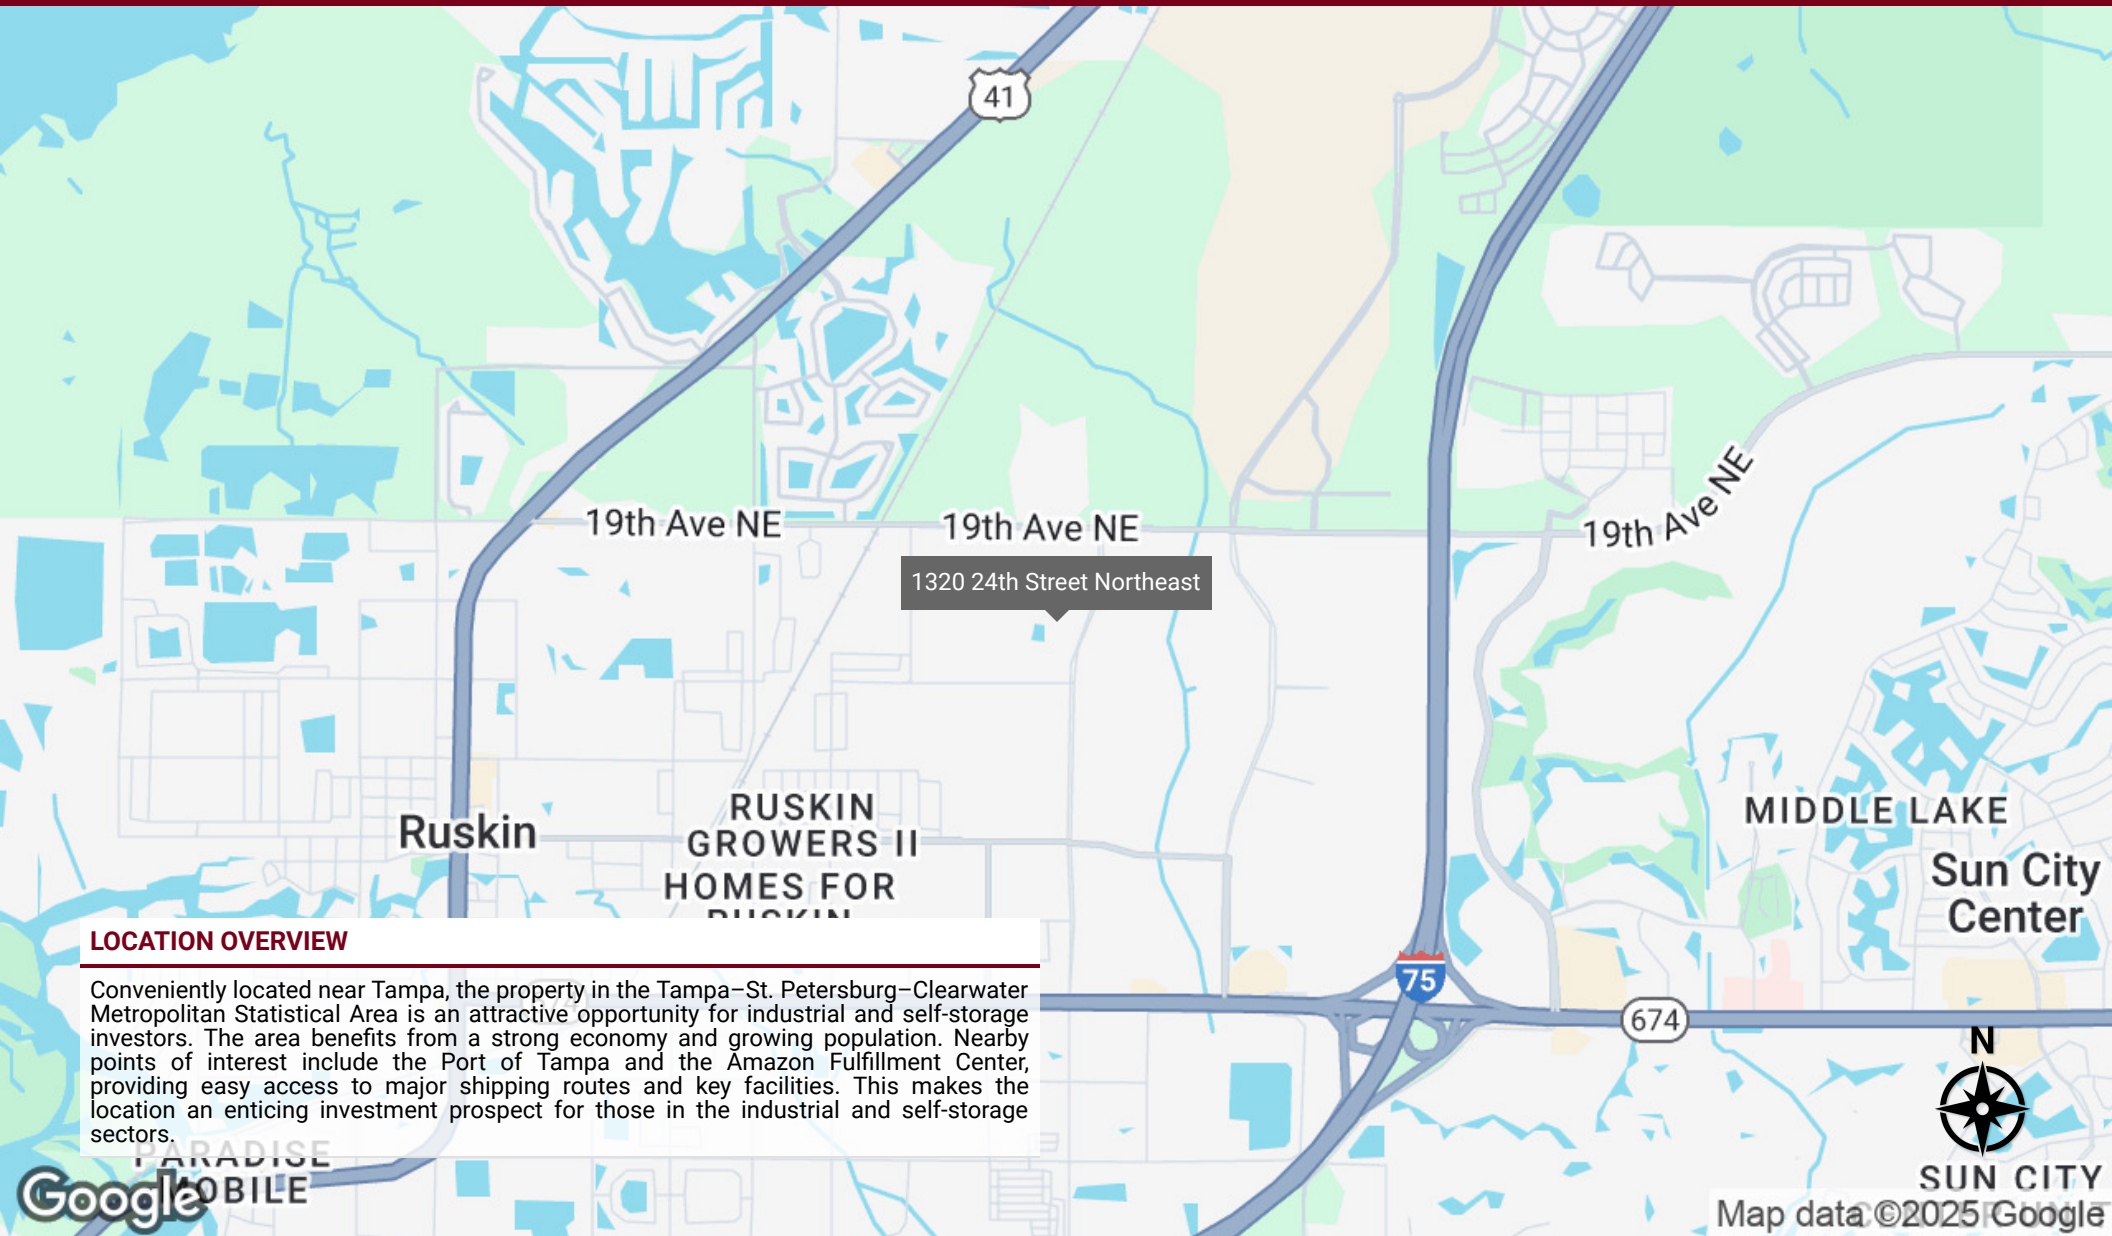 41
19th Ave NE
19th Ave NE
19th Ave NE
1320 24th Street Northeast
RUSKIN
GROWERS II
Ruskin
HOMES FOR
RUSKIN
MIDDLE LAKE
Sun City
Center
LOCATION OVERVIEW
Conveniently located near Tampa, the property in the Tampa–St. Petersburg–Clearwater
Metropolitan Statistical Area is an attractive opportunity for industrial and self-storage
investors. The area benefits from a strong economy and growing population. Nearby
points of interest include the Port of Tampa and the Amazon Fulfillment Center,
providing easy access to major shipping routes and key facilities. This makes the
location an enticing investment prospect for those in the industrial and self-storage
sectors.
75
674
674
N
PARADISE
MOBILE
Google
SUN CITY
Map data ©2025 Google